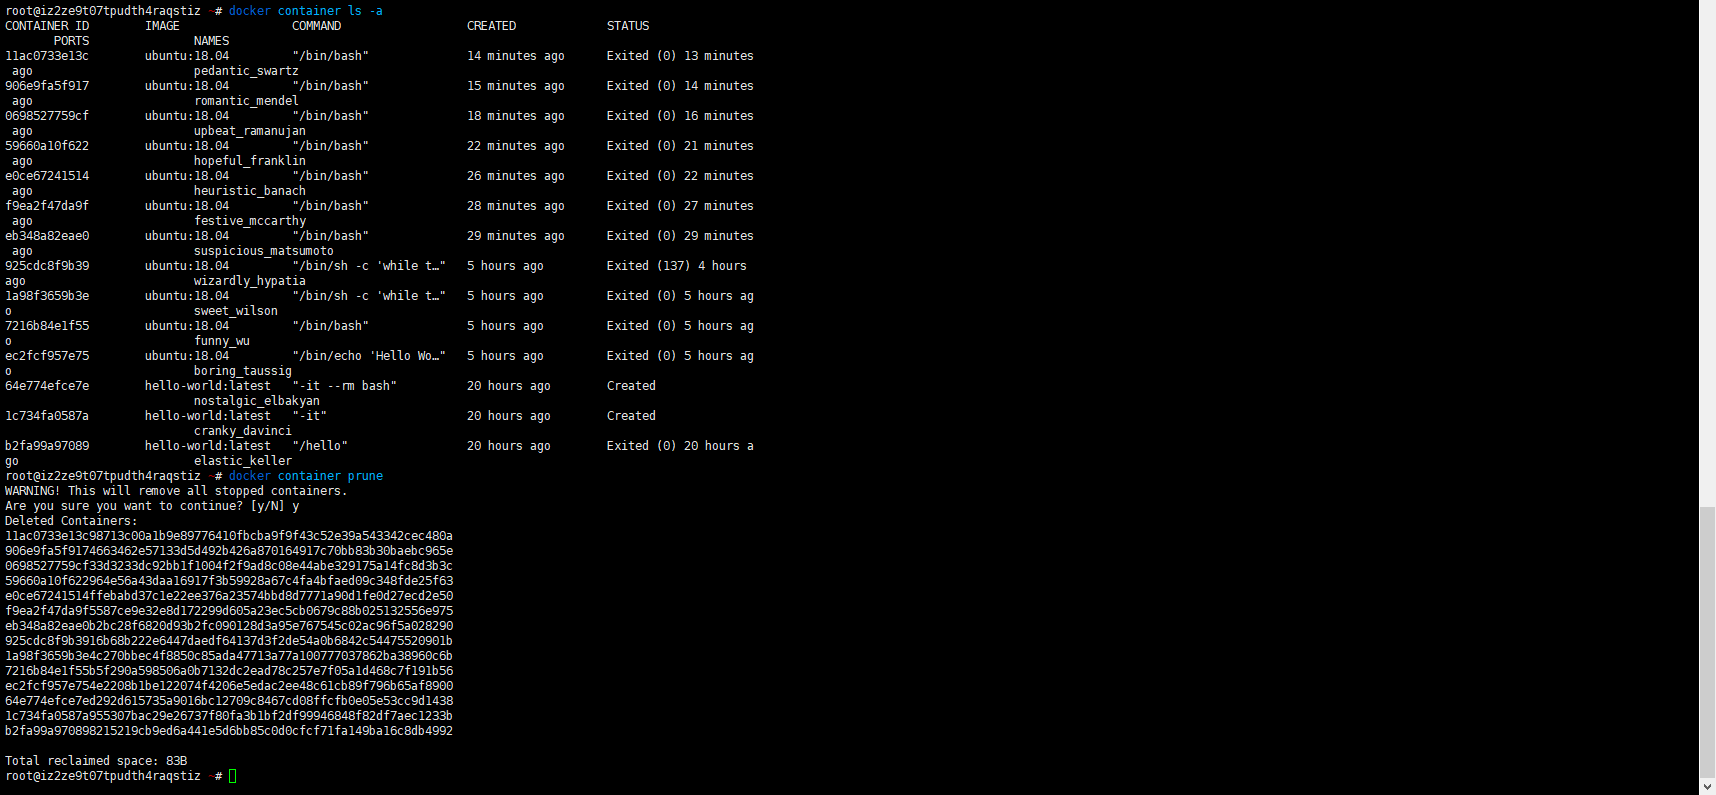 root@iz2ze9t07tpudth4raqstiz ~# docker container ls -a
CONTAINER ID        IMAGE                COMMAND                  CREATED             STATUS
       PORTS               NAMES
11ac0733e13c        ubuntu:18.04         "/bin/bash"              14 minutes ago      Exited (0) 13 minutes
 ago                       pedantic_swartz
906e9fa5f917        ubuntu:18.04         "/bin/bash"              15 minutes ago      Exited (0) 14 minutes
 ago                       romantic_mendel
0698527759cf        ubuntu:18.04         "/bin/bash"              18 minutes ago      Exited (0) 16 minutes
 ago                       upbeat_ramanujan
59660a10f622        ubuntu:18.04         "/bin/bash"              22 minutes ago      Exited (0) 21 minutes
 ago                       hopeful_franklin
e0ce67241514        ubuntu:18.04         "/bin/bash"              26 minutes ago      Exited (0) 22 minutes
 ago                       heuristic_banach
f9ea2f47da9f        ubuntu:18.04         "/bin/bash"              28 minutes ago      Exited (0) 27 minutes
 ago                       festive_mccarthy
eb348a82eae0        ubuntu:18.04         "/bin/bash"              29 minutes ago      Exited (0) 29 minutes
 ago                       suspicious_matsumoto
925cdc8f9b39        ubuntu:18.04         "/bin/sh -c 'while t…"   5 hours ago         Exited (137) 4 hours
ago                        wizardly_hypatia
1a98f3659b3e        ubuntu:18.04         "/bin/sh -c 'while t…"   5 hours ago         Exited (0) 5 hours ag
o                          sweet_wilson
7216b84e1f55        ubuntu:18.04         "/bin/bash"              5 hours ago         Exited (0) 5 hours ag
o                          funny_wu
ec2fcf957e75        ubuntu:18.04         "/bin/echo 'Hello Wo…"   5 hours ago         Exited (0) 5 hours ag
o                          boring_taussig
64e774efce7e        hello-world:latest   "-it --rm bash"          20 hours ago        Created
                           nostalgic_elbakyan
1c734fa0587a        hello-world:latest   "-it"                    20 hours ago        Created
                           cranky_davinci
b2fa99a97089        hello-world:latest   "/hello"                 20 hours ago        Exited (0) 20 hours a
go                         elastic_keller
root@iz2ze9t07tpudth4raqstiz ~# docker container prune
WARNING! This will remove all stopped containers.
Are you sure you want to continue? [y/N] y
Deleted Containers:
11ac0733e13c98713c00a1b9e89776410fbcba9f9f43c52e39a543342cec480a
906e9fa5f9174663462e57133d5d492b426a870164917c70bb83b30baebc965e
0698527759cf33d3233dc92bb1f1004f2f9ad8c08e44abe329175a14fc8d3b3c
59660a10f622964e56a43daa16917f3b59928a67c4fa4bfaed09c348fde25f63
e0ce67241514ffebabd37c1e22ee376a23574bbd8d7771a90d1fe0d27ecd2e50
f9ea2f47da9f5587ce9e32e8d172299d605a23ec5cb0679c88b025132556e975
eb348a82eae0b2bc28f6820d93b2fc090128d3a95e767545c02ac96f5a028290
925cdc8f9b3916b68b222e6447daedf64137d3f2de54a0b6842c54475520901b
1a98f3659b3e4c270bbec4f8850c85ada47713a77a100777037862ba38960c6b
7216b84e1f55b5f290a598506a0b7132dc2ead78c257e7f05a1d468c7f191b56
ec2fcf957e754e2208b1be122074f4206e5edac2ee48c61cb89f796b65af8900
64e774efce7ed292d615735a9016bc12709c8467cd08ffcfb0e05e53cc9d1438
1c734fa0587a955307bac29e26737f80fa3b1bf2df99946848f82df7aec1233b
b2fa99a970898215219cb9ed6a441e5d6bb85c0d0cfcf71fa149ba16c8db4992

Total reclaimed space: 83B
root@iz2ze9t07tpudth4raqstiz ~#